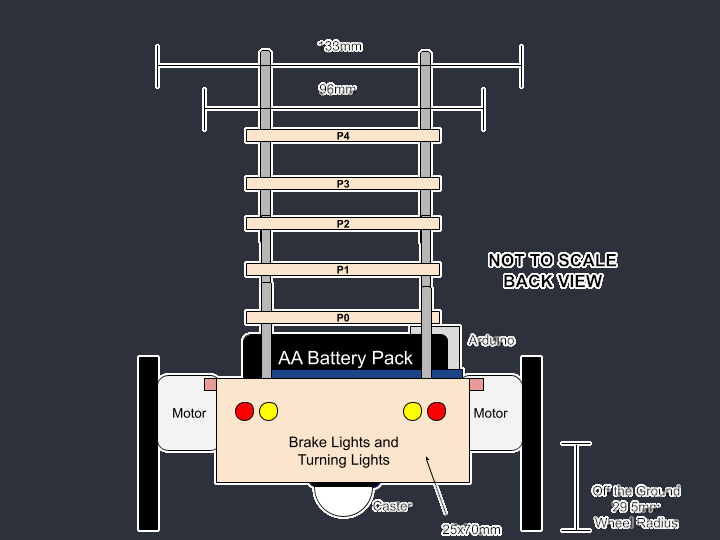 96mm
P4
P3
P2
P1
NOT TO SCALE
BACK VIEW
P0
Arduino
AA Battery Pack
Motor
Motor
Brake Lights and
Turning Lights
Off the Ground
29.5mm
Wheel Radius
Caster
25x70mm